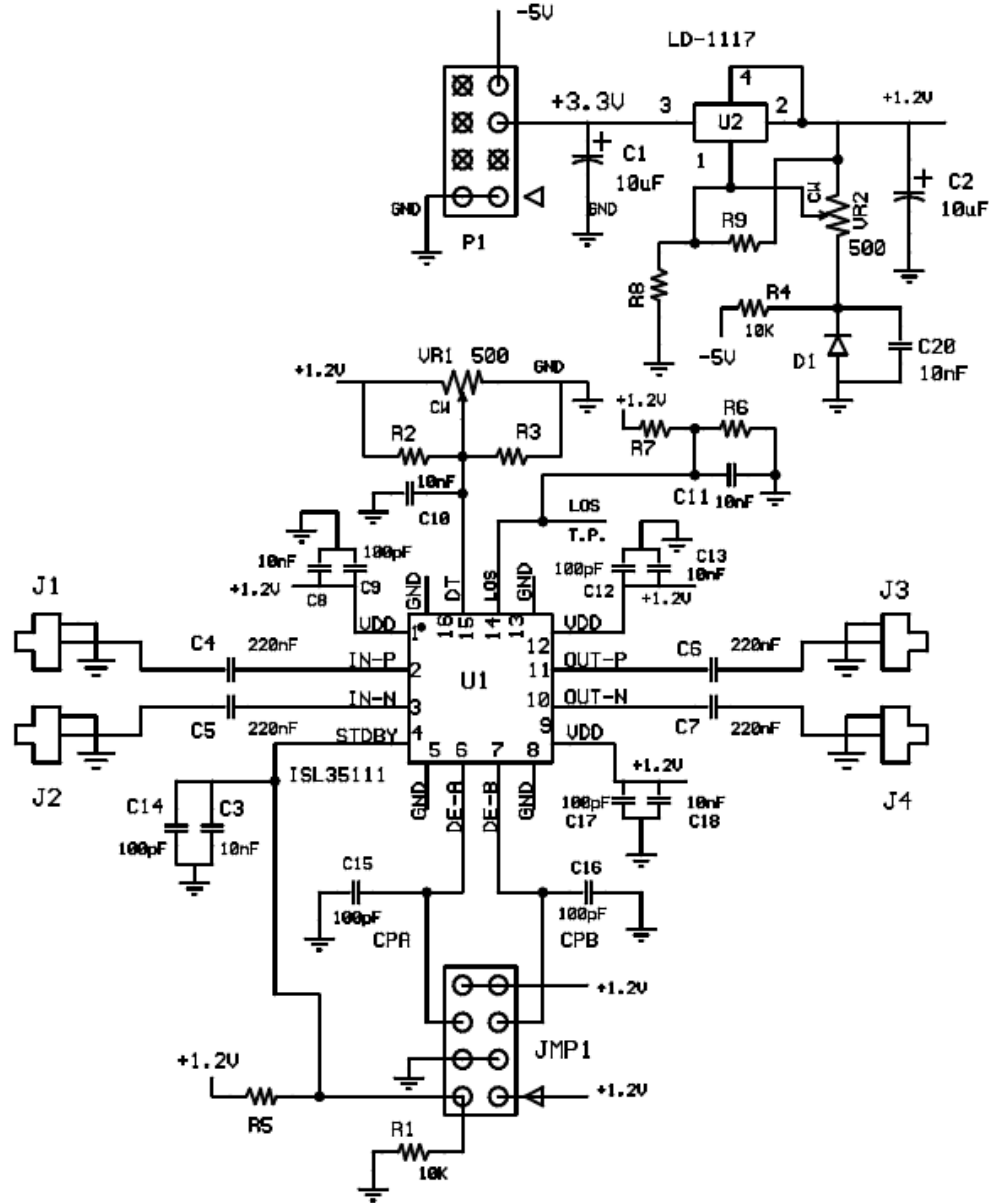 -5V
LD-1117
+3.3V
3
4
U2
2
+1.2V
1
C1
10uF
GND
GND
P1
R9
CW
VR2
500
C2
10uF
R8
R4
10K
-5V
D1
C20
10nF
VR1 500
GND
+1.2V
CW
R2
R3
+1.2V
R7
R6
10nF
C10
C11
10nF
LOS
T.P.
10nF
100pF
+1.2V
C8
C9
100pF
C12
C13
10nF
+1.2V
GND
DT
LOS
GND
16
15
14
13
J1
J3
VDD
1
12
VDD
C4
220nF
IN-P
2
11
OUT-P
C6
220nF
U1
IN-N
3
10
OUT-N
C5
220nF
C7
220nF
STDBY
4
9
VDD
5
6
7
8
J2
J4
ISL35111
GND
DE-A
DE-B
GND
+1.2V
100pF
C17
10nF
C18
C14
100pF
C3
10nF
C15
100pF
C16
100pF
CPA
CPB
+1.2V
JMP1
+1.2V
+1.2V
R5
R1
10K